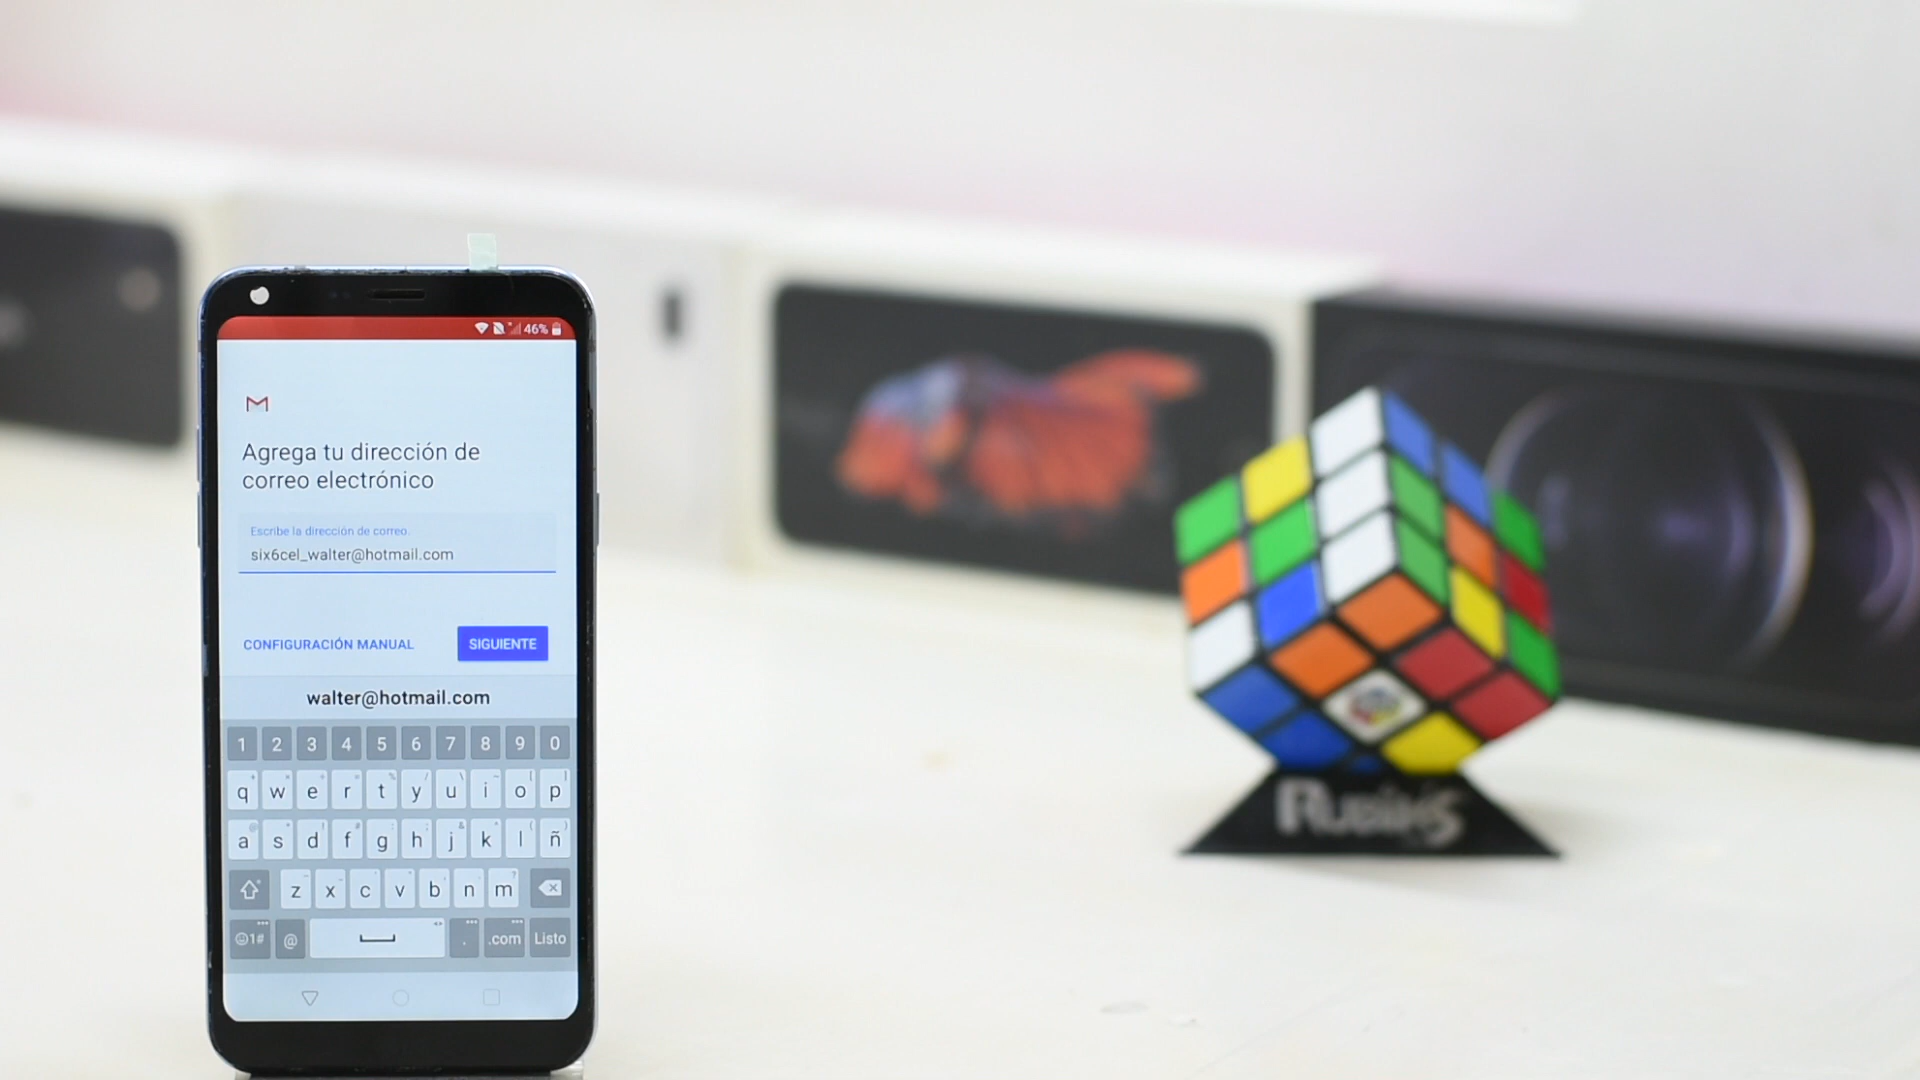 46%
Agrega tu dirección de
correo electrónico
Escribe la dirección de correo.
six6cel_walter@hotmail.com
CONFIGURACIÓN MANUAL
SIGUIENTE
walter@hotmail.com
1 2 3 4 5 6 7 8 9 0
q w e r t y u i o p
a s d f g h j k l ñ
z x c v b n m
1# @ . .com Listo
RUBIK'S